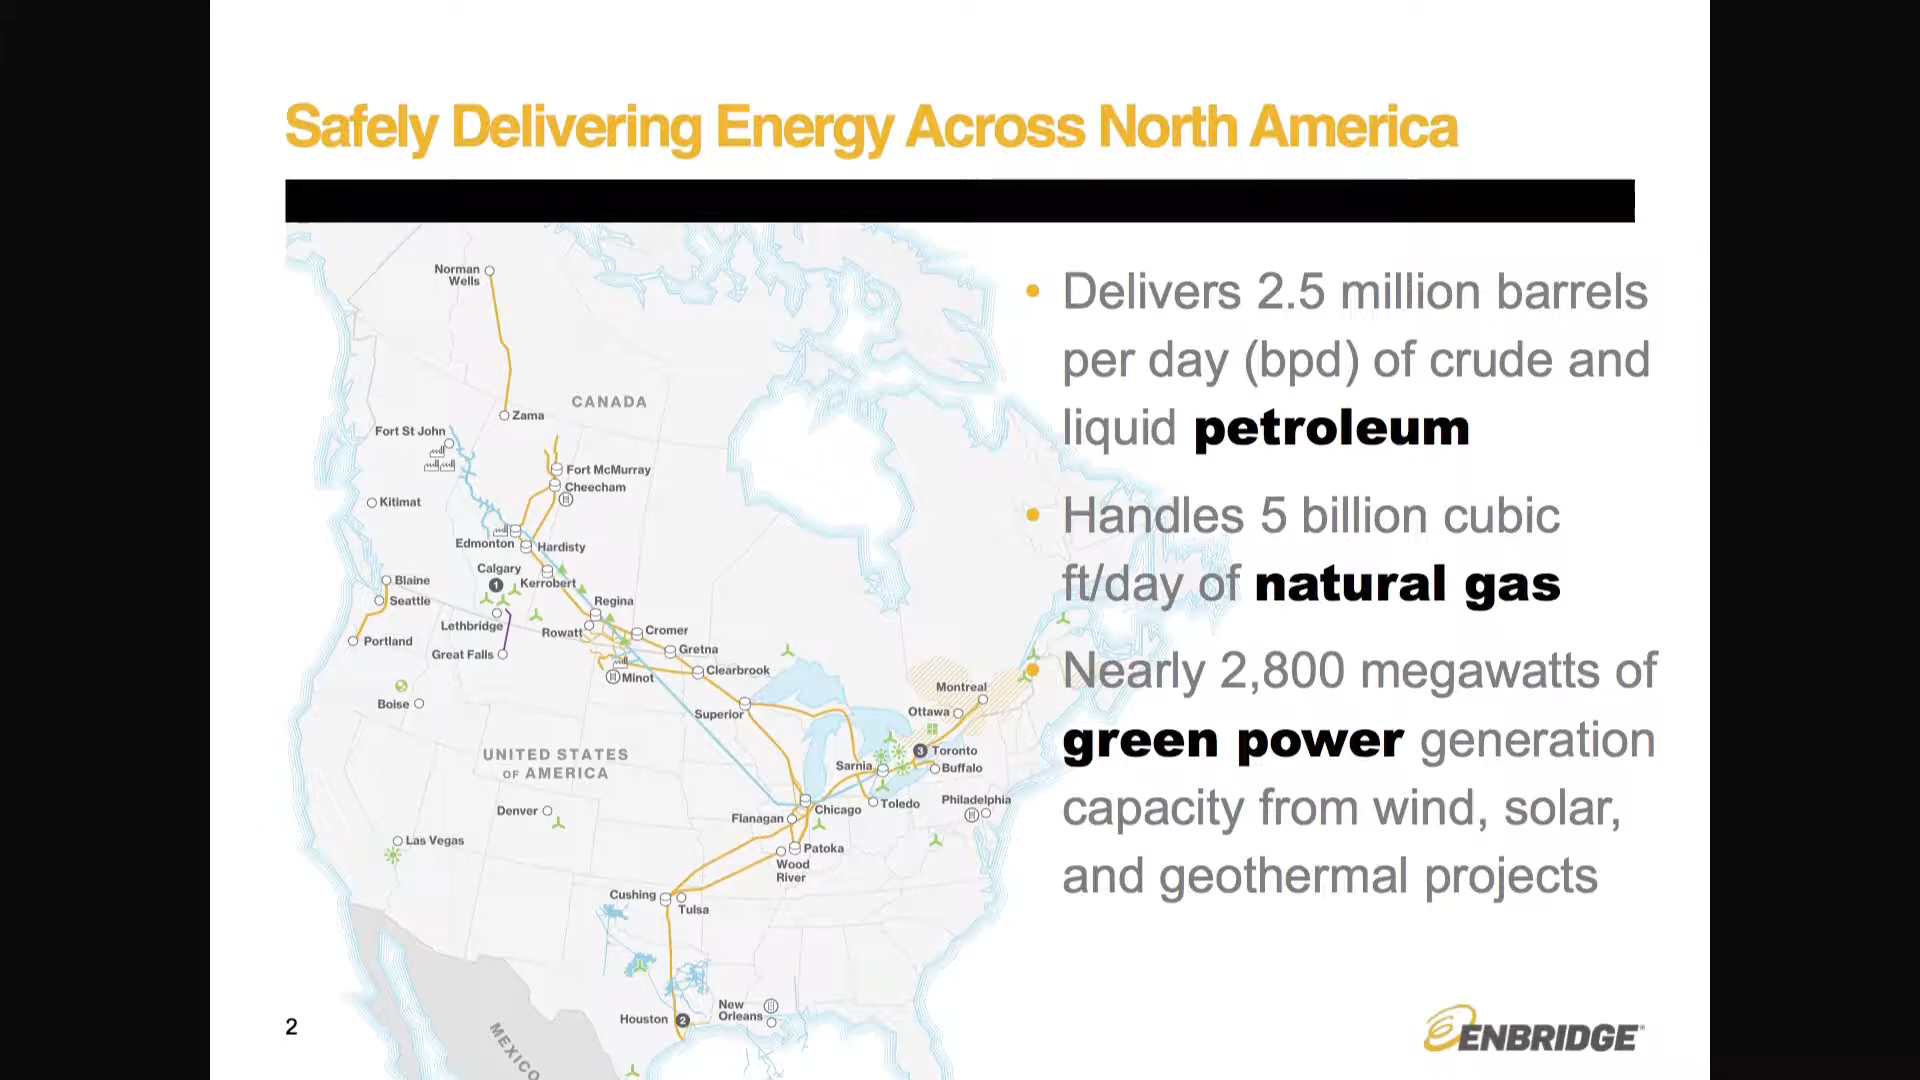 Safely Delivering Energy Across North America
• Delivers 2.5 million barrels
per day (bpd) of crude and
liquid petroleum
• Handles 5 billion cubic
ft/day of natural gas
• Nearly 2,800 megawatts of
green power generation
capacity from wind, solar,
and geothermal projects
Norman
Wells
Zama
CANADA
Fort St John
Fort McMurray
Cheecham
Kitimat
Edmonton
Hardisty
Calgary
1
Kerrobert
Blaine
Seattle
Regina
Lethbridge
Rowatt
Cromer
Portland
Great Falls
Gretna
Clearbrook
Minot
Boise
Superior
Montreal
Ottawa
3
Toronto
Sarnia
Buffalo
UNITED STATES
OF AMERICA
Denver
Chicago
Toledo
Philadelphia
Flanagan
Las Vegas
Patoka
Wood
River
Cushing
Tulsa
New
Orleans
Houston
2
MEXICO
2
ENBRIDGE